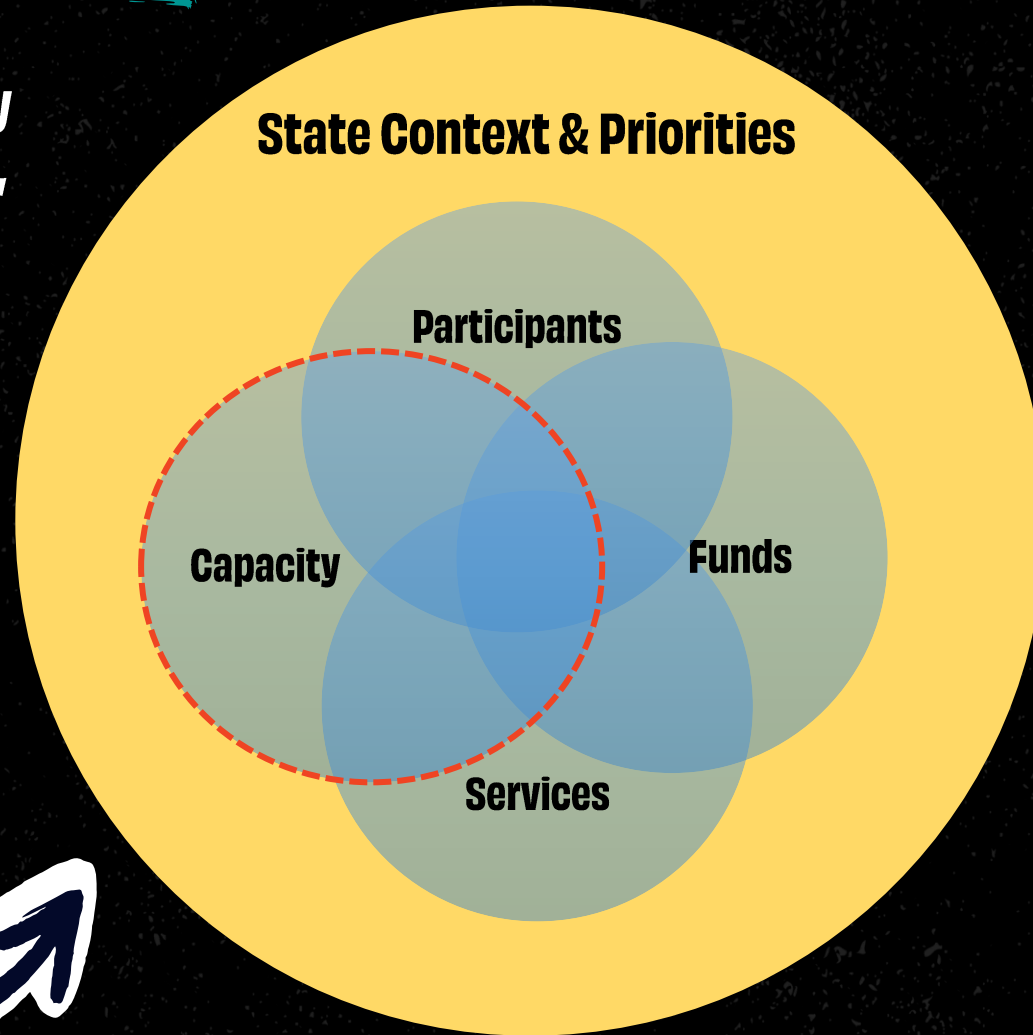 State Context & Priorities
Participants
Capacity
Funds
Services